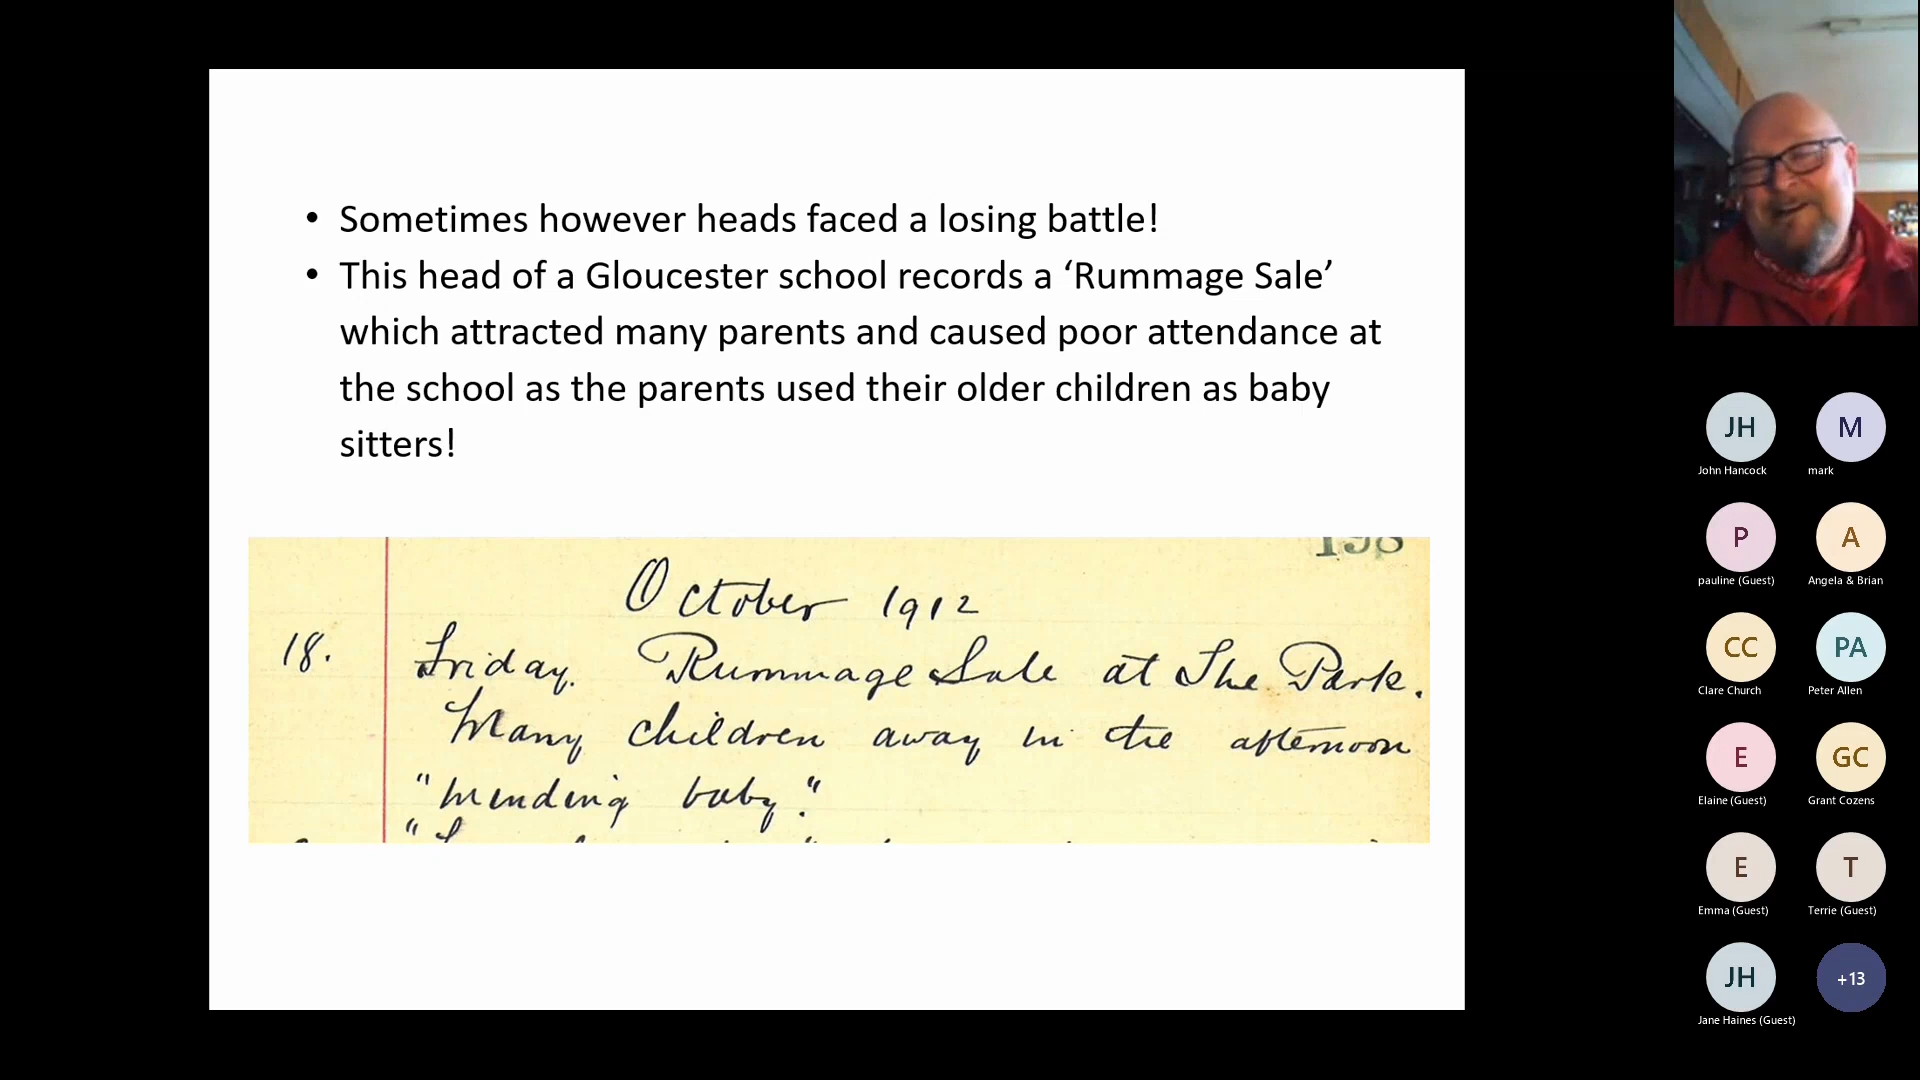 • Sometimes however heads faced a losing battle!
• This head of a Gloucester school records a ‘Rummage Sale’
which attracted many parents and caused poor attendance at
the school as the parents used their older children as baby
sitters!
198
October 1912
18. Friday. Rummage Sale at The Park.
Many children away in the afternoon
"minding baby."
JH M
John Hancock mark
P A
pauline (Guest) Angela & Brian
CC PA
Clare Church Peter Allen
E GC
Elaine (Guest) Grant Cozens
E T
Emma (Guest) Terrie (Guest)
JH +13
Jane Haines (Guest)